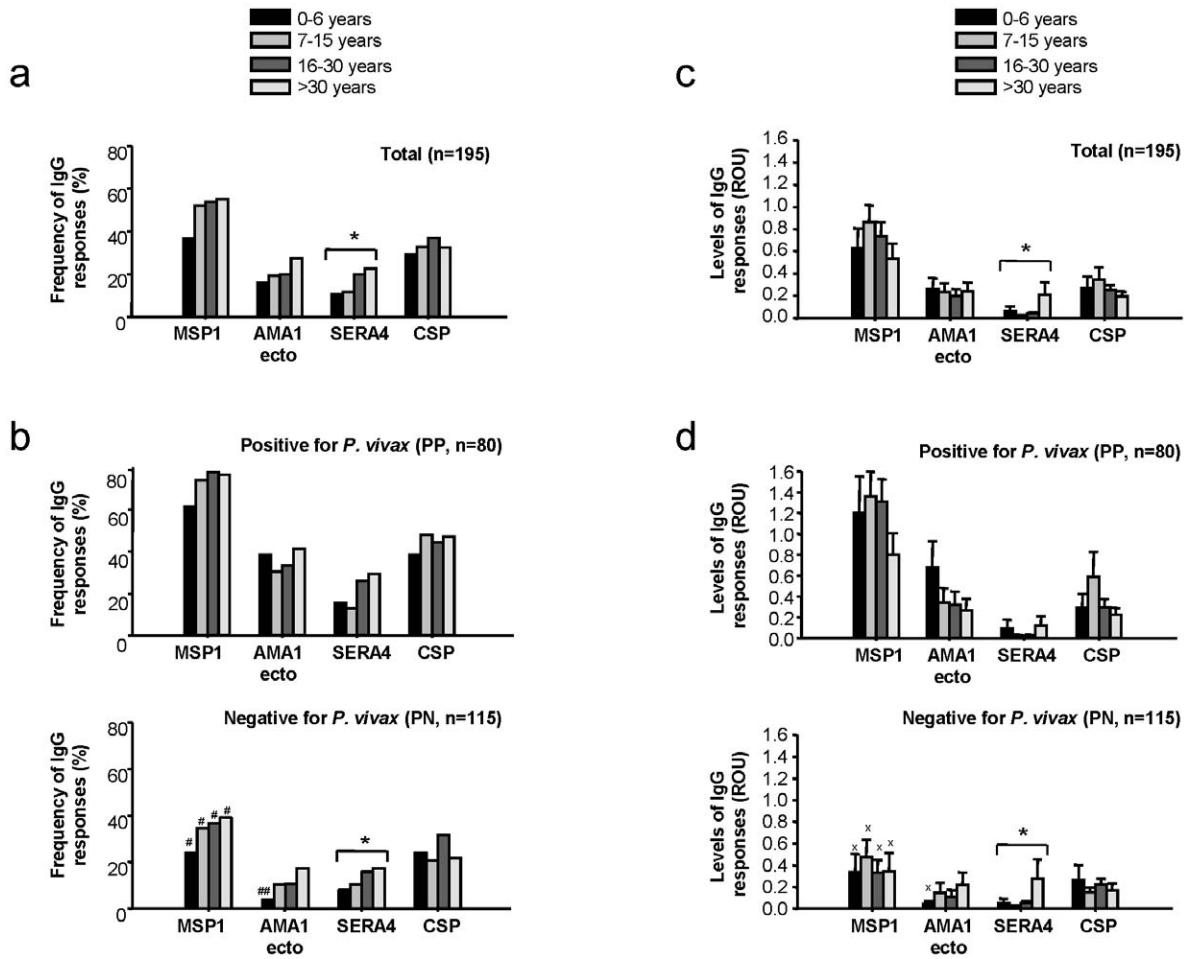 0-6 years
7-15 years
16-30 years
>30 years
a
Total (n=195)
Frequency of IgG
responses (%)
80
60
40
20
0
*
MSP1 AMA1 SERA4 CSP
ecto
b
Positive for P. vivax (PP, n=80)
Frequency of IgG
responses (%)
80
60
40
20
0
MSP1 AMA1 SERA4 CSP
ecto
Negative for P. vivax (PN, n=115)
Frequency of IgG
responses (%)
80
60
40
20
0
# # # #
##
*
MSP1 AMA1 SERA4 CSP
ecto
0-6 years
7-15 years
16-30 years
>30 years
c
Total (n=195)
Levels of IgG
responses (ROU)
1.6
1.4
1.2
1.0
0.8
0.6
0.4
0.2
0.0
*
MSP1 AMA1 SERA4 CSP
ecto
d
Positive for P. vivax (PP, n=80)
Levels of IgG
responses (ROU)
1.6
1.4
1.2
1.0
0.8
0.6
0.4
0.2
0.0
MSP1 AMA1 SERA4 CSP
ecto
Negative for P. vivax (PN, n=115)
Levels of IgG
responses (ROU)
1.6
1.4
1.2
1.0
0.8
0.6
0.4
0.2
0.0
x x x x
x
*
MSP1 AMA1 SERA4 CSP
ecto